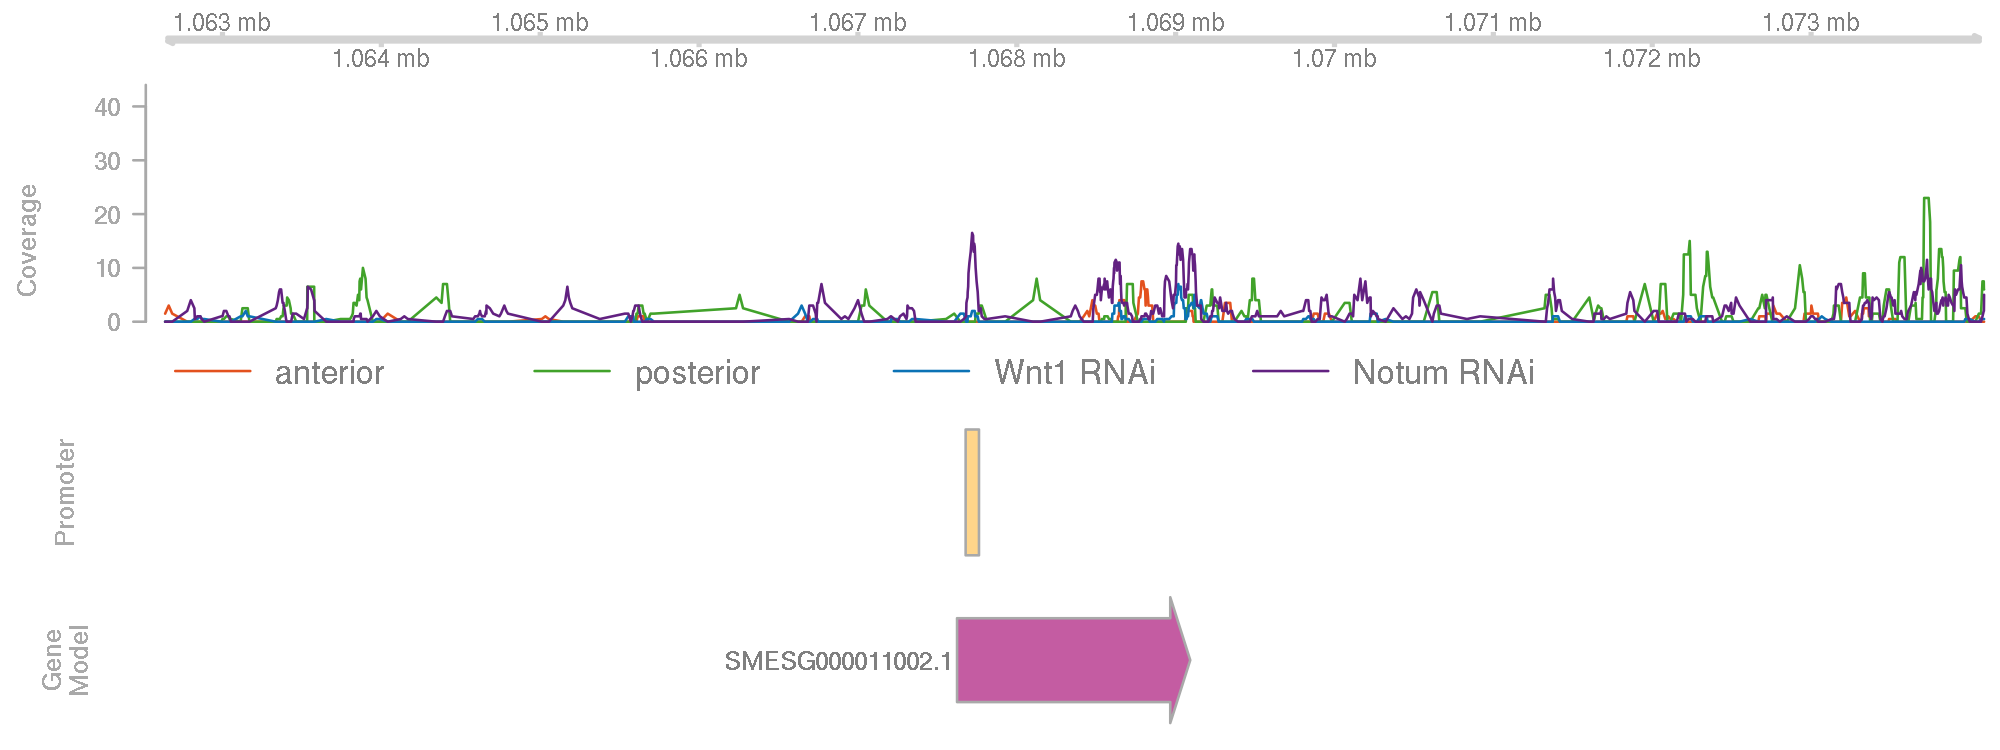 1.063 mb 1.065 mb 1.067 mb 1.069 mb 1.071 mb 1.073 mb
1.064 mb 1.066 mb 1.068 mb 1.07 mb 1.072 mb
Coverage
40
30
20
10
0
anterior posterior Wnt1 RNAi Notum RNAi
Promoter
Gene
Model
SMESG000011002.1